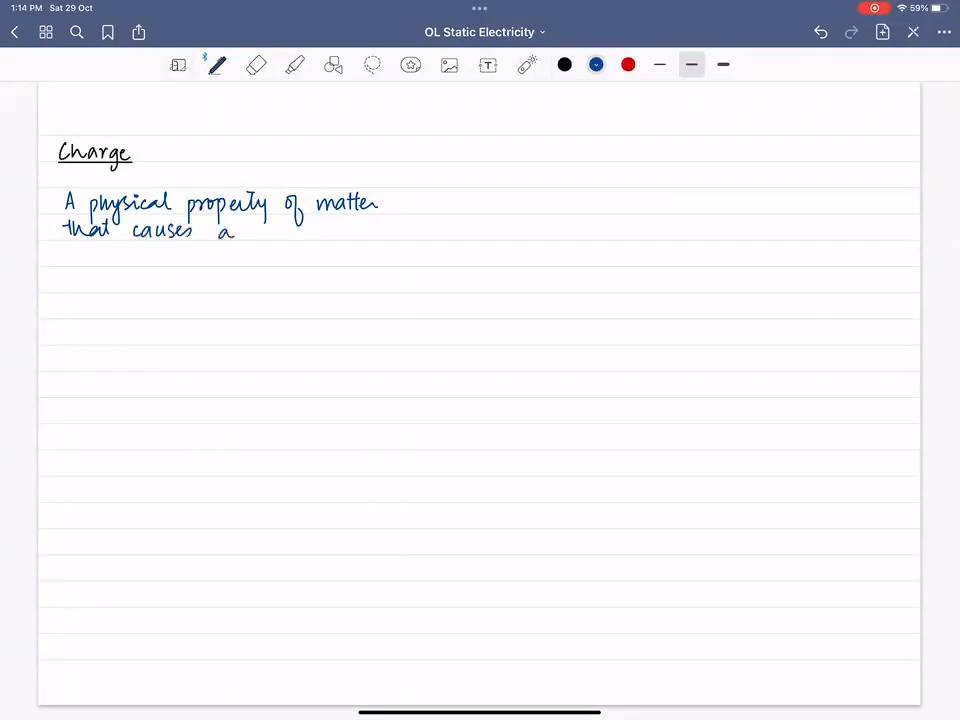 1:14 PM Sat 29 Oct
59%
OL Static Electricity
T
Charge
A physical property of matter
that causes a